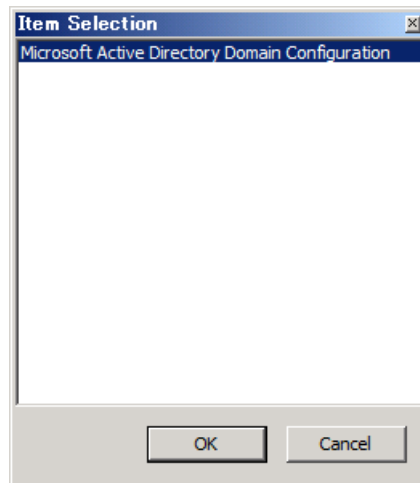 Item Selection
Microsoft Active Directory Domain Configuration
OK
Cancel